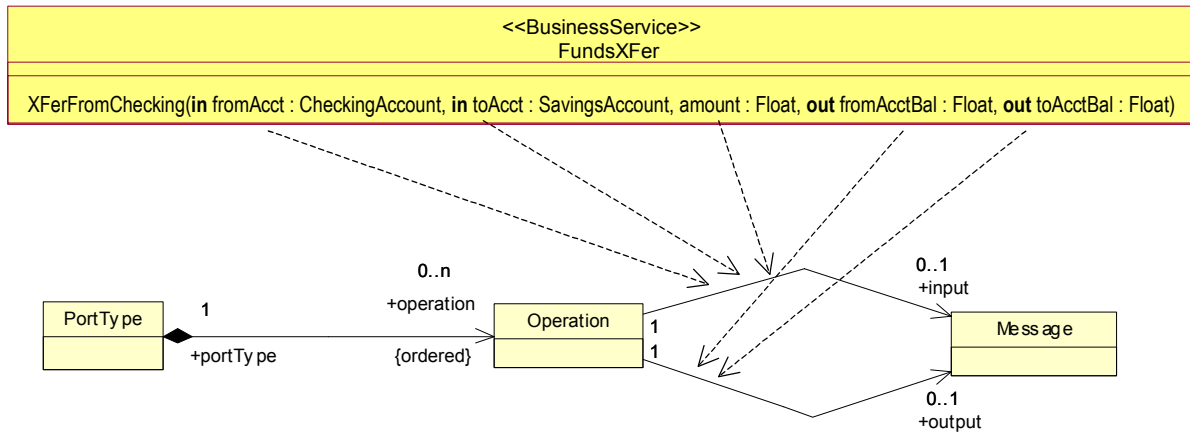 <<BusinessService>>
FundsXFer
XFerFromChecking(in fromAcct : CheckingAccount, in toAcct : SavingsAccount, amount : Float, out fromAcctBal : Float, out toAcctBal : Float)
0..n
+operation
0..1
+input
PortType
1
+portType
{ordered}
Operation
1
1
Message
0..1
+output